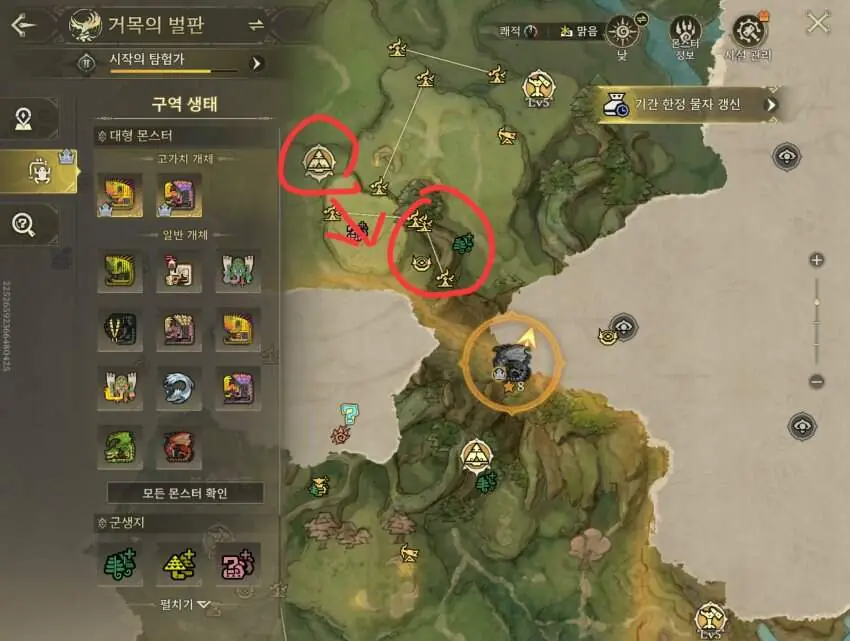 거목의 벌판
시작의 탐험가
쾌적
맑음
낮
몬스터
정보
시설 관리
기간 한정 물자 갱신
Lv5
구역 생태
대형 몬스터
고가치 개체
일반 개체
8
모든 몬스터 확인
군생지
펼치기
Lv5
22526592366480425